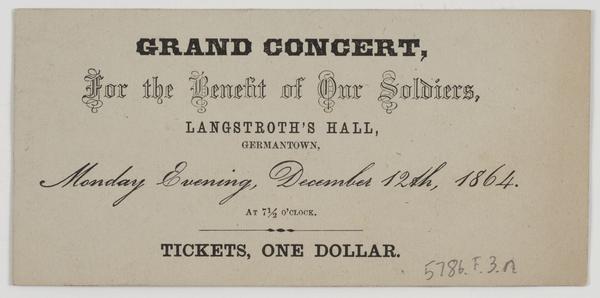 GRAND CONCERT,
For the Benefit of Our Soldiers,
LANGSTROTH'S HALL,
GERMANTOWN,
Monday Evening, December 12th, 1864.
AT 7½ O'CLOCK.
TICKETS, ONE DOLLAR.
5786.F.3.n